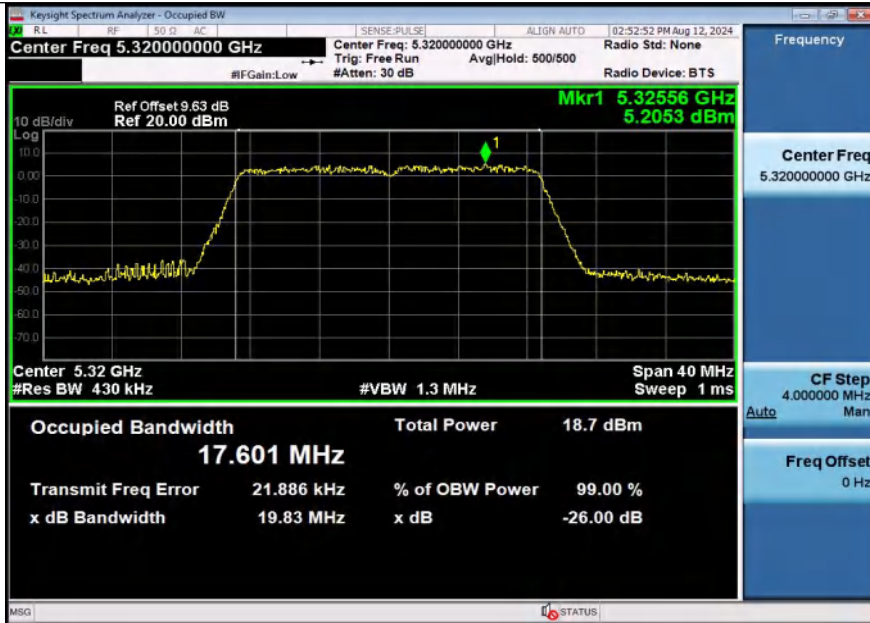 Keysight Spectrum Analyzer - Occupied BW
LXI RL RF 50 Ω AC SENSE:PULSE ALIGN AUTO 02:52:52 PM Aug 12, 2024
Center Freq 5.320000000 GHz
Center Freq: 5.320000000 GHz
Radio Std: None
Trig: Free Run Avg|Hold: 500/500
#IFGain:Low
#Atten: 30 dB
Radio Device: BTS
Frequency
Ref Offset 9.63 dB
10 dB/div Ref 20.00 dBm
Mkr1 5.32556 GHz
5.2053 dBm
Log
10.0
0.00
-10.0
-20.0
-30.0
-40.0
-50.0
-60.0
-70.0
1
Center 5.32 GHz Span 40 MHz
#Res BW 430 kHz #VBW 1.3 MHz Sweep 1 ms
Occupied Bandwidth
17.601 MHz
Total Power 18.7 dBm
Transmit Freq Error 21.886 kHz % of OBW Power 99.00 %
x dB Bandwidth 19.83 MHz x dB -26.00 dB
Center Freq
5.320000000 GHz
CF Step
4.000000 MHz
Auto Man
Freq Offset
0 Hz
MSG STATUS